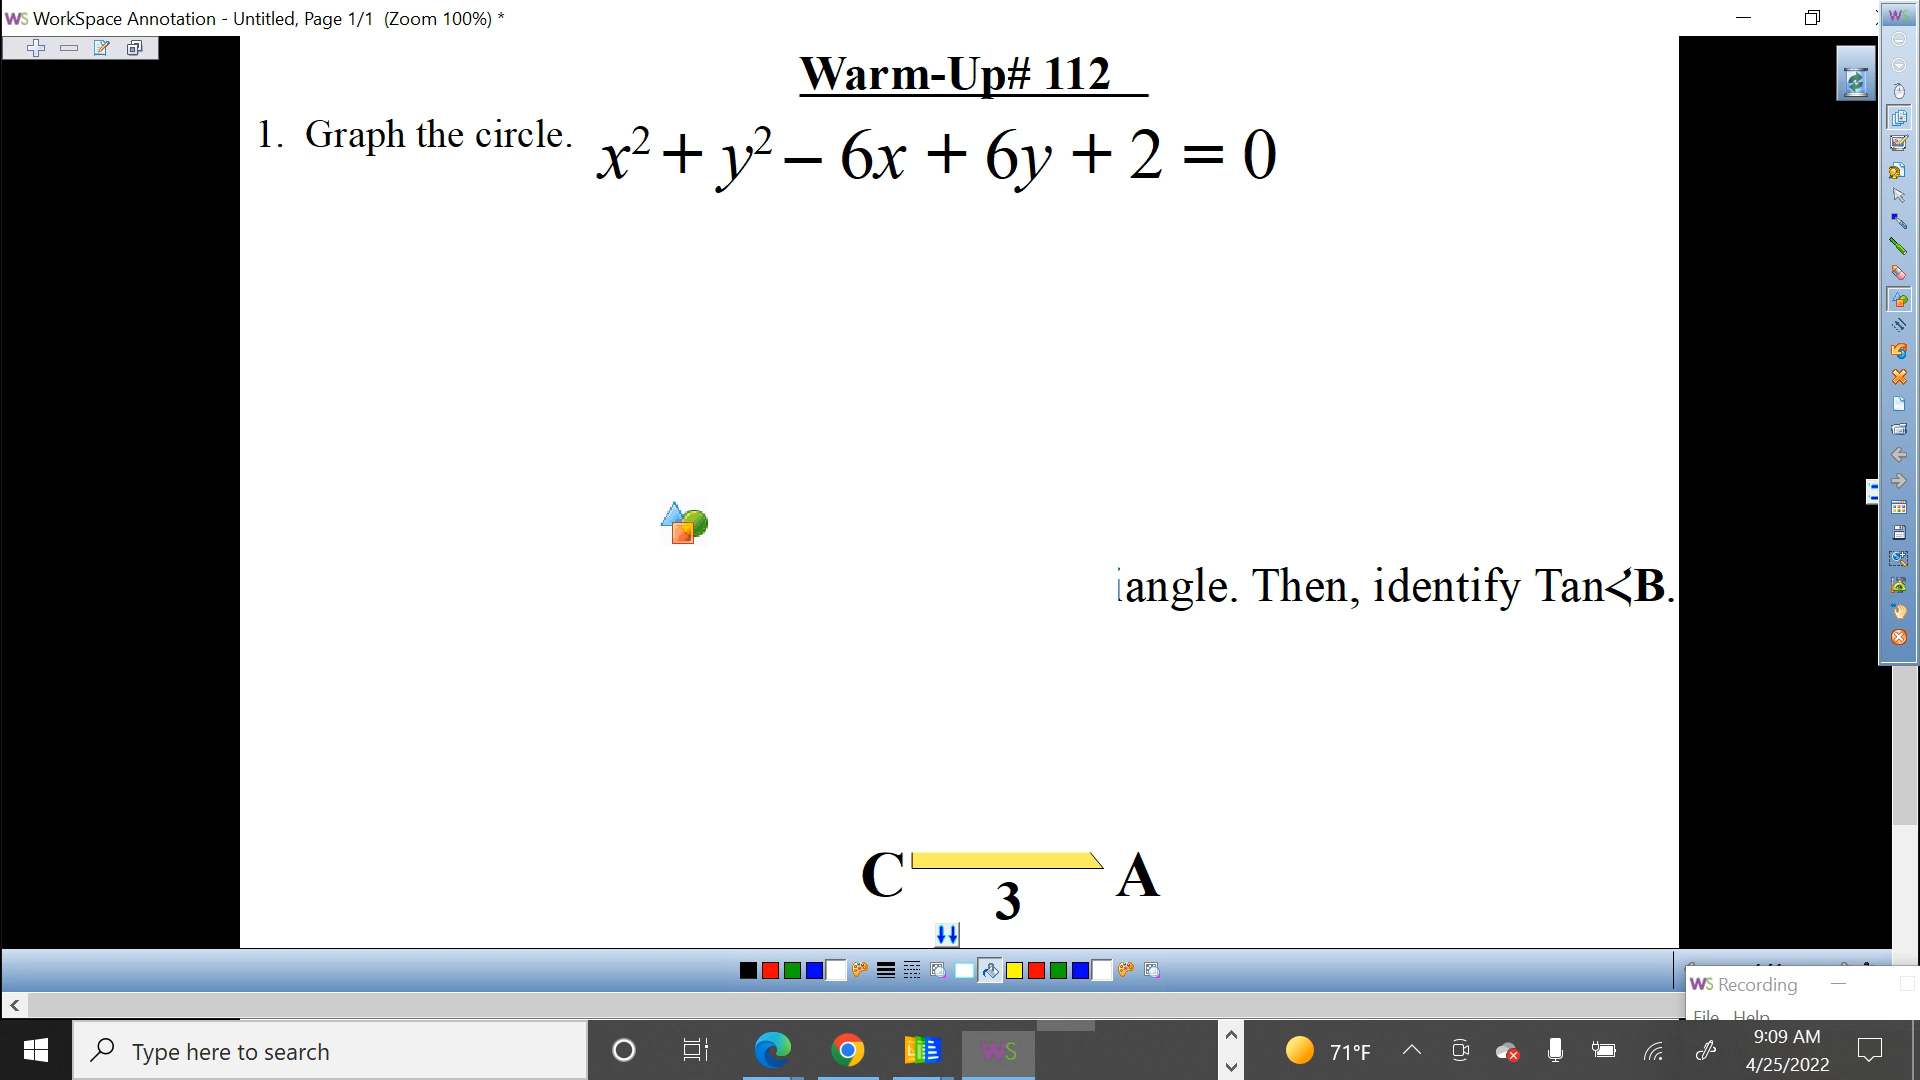 WS WorkSpace Annotation - Untitled, Page 1/1 (Zoom 100%) *
WS
Warm-Up# 112
1. Graph the circle. x² + y² – 6x + 6y + 2 = 0
angle. Then, identify Tan<B.
C A
3
WS Recording
File Help
Type here to search
WS
71°F
9:09 AM
4/25/2022